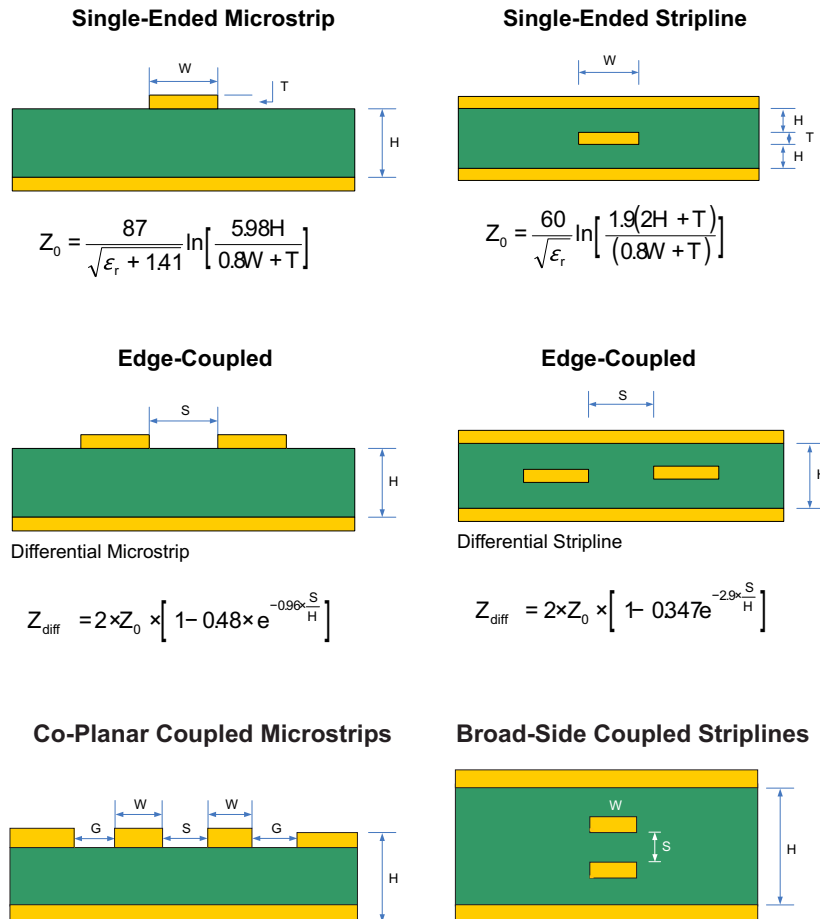 Single-Ended Microstrip
W
T
H
Z0 = 87 / √(εr + 1.41) ln[ 5.98H / 0.8W + T ]
Single-Ended Stripline
W
H
T
H
Z0 = 60 / √εr ln[ 1.9(2H + T) / (0.8W + T) ]
Edge-Coupled
S
H
Differential Microstrip
Zdiff = 2×Z0 ×[ 1− 0.48× e^(−0.96× S/H) ]
Edge-Coupled
S
H
Differential Stripline
Zdiff = 2×Z0 ×[ 1− 0.347e^(−2.9× S/H) ]
Co-Planar Coupled Microstrips
W W
G S G
H
Broad-Side Coupled Striplines
W
S
H